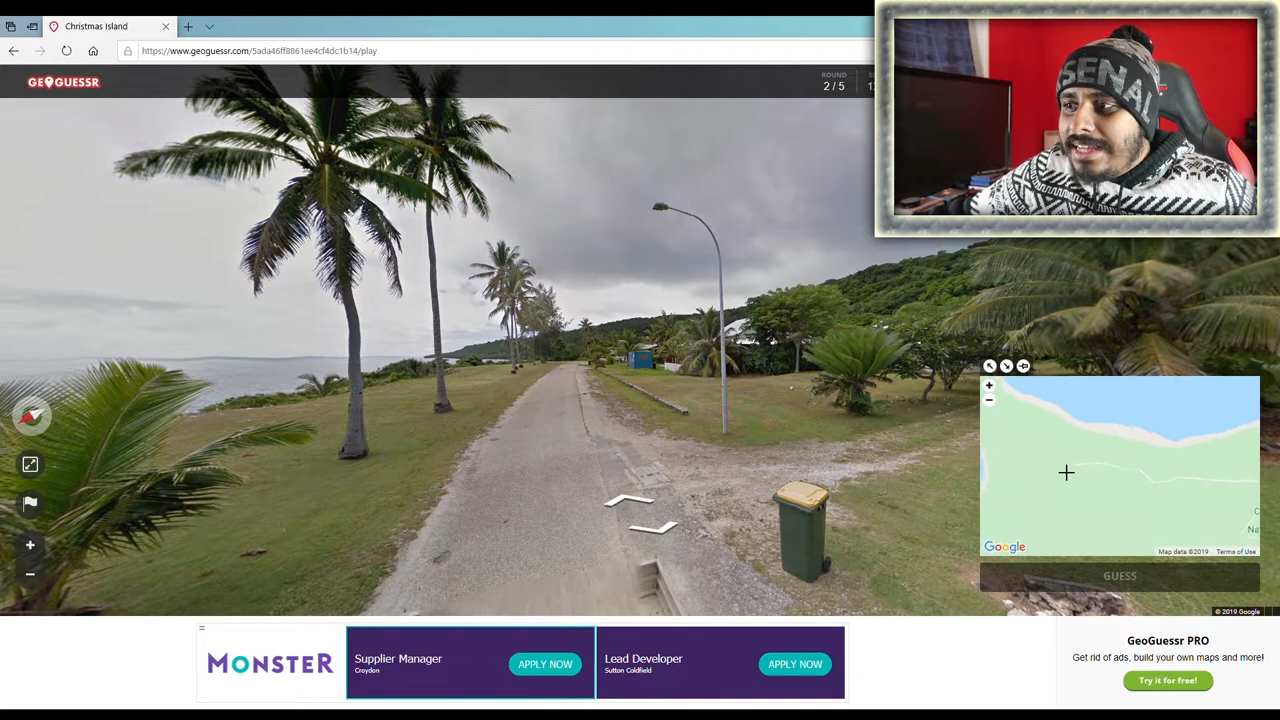 Christmas Island
https://www.geoguessr.com/5ada46ff8861ee4cf4dc1b14/play
GEOGUESSR
ROUND
2 / 5
SENAL
Google
Map data ©2019
Terms of Use
GUESS
© 2019 Google
MONSTER
Supplier Manager
Croydon
APPLY NOW
Lead Developer
Sutton Coldfield
APPLY NOW
GeoGuessr PRO
Get rid of ads, build your own maps and more!
Try it for free!